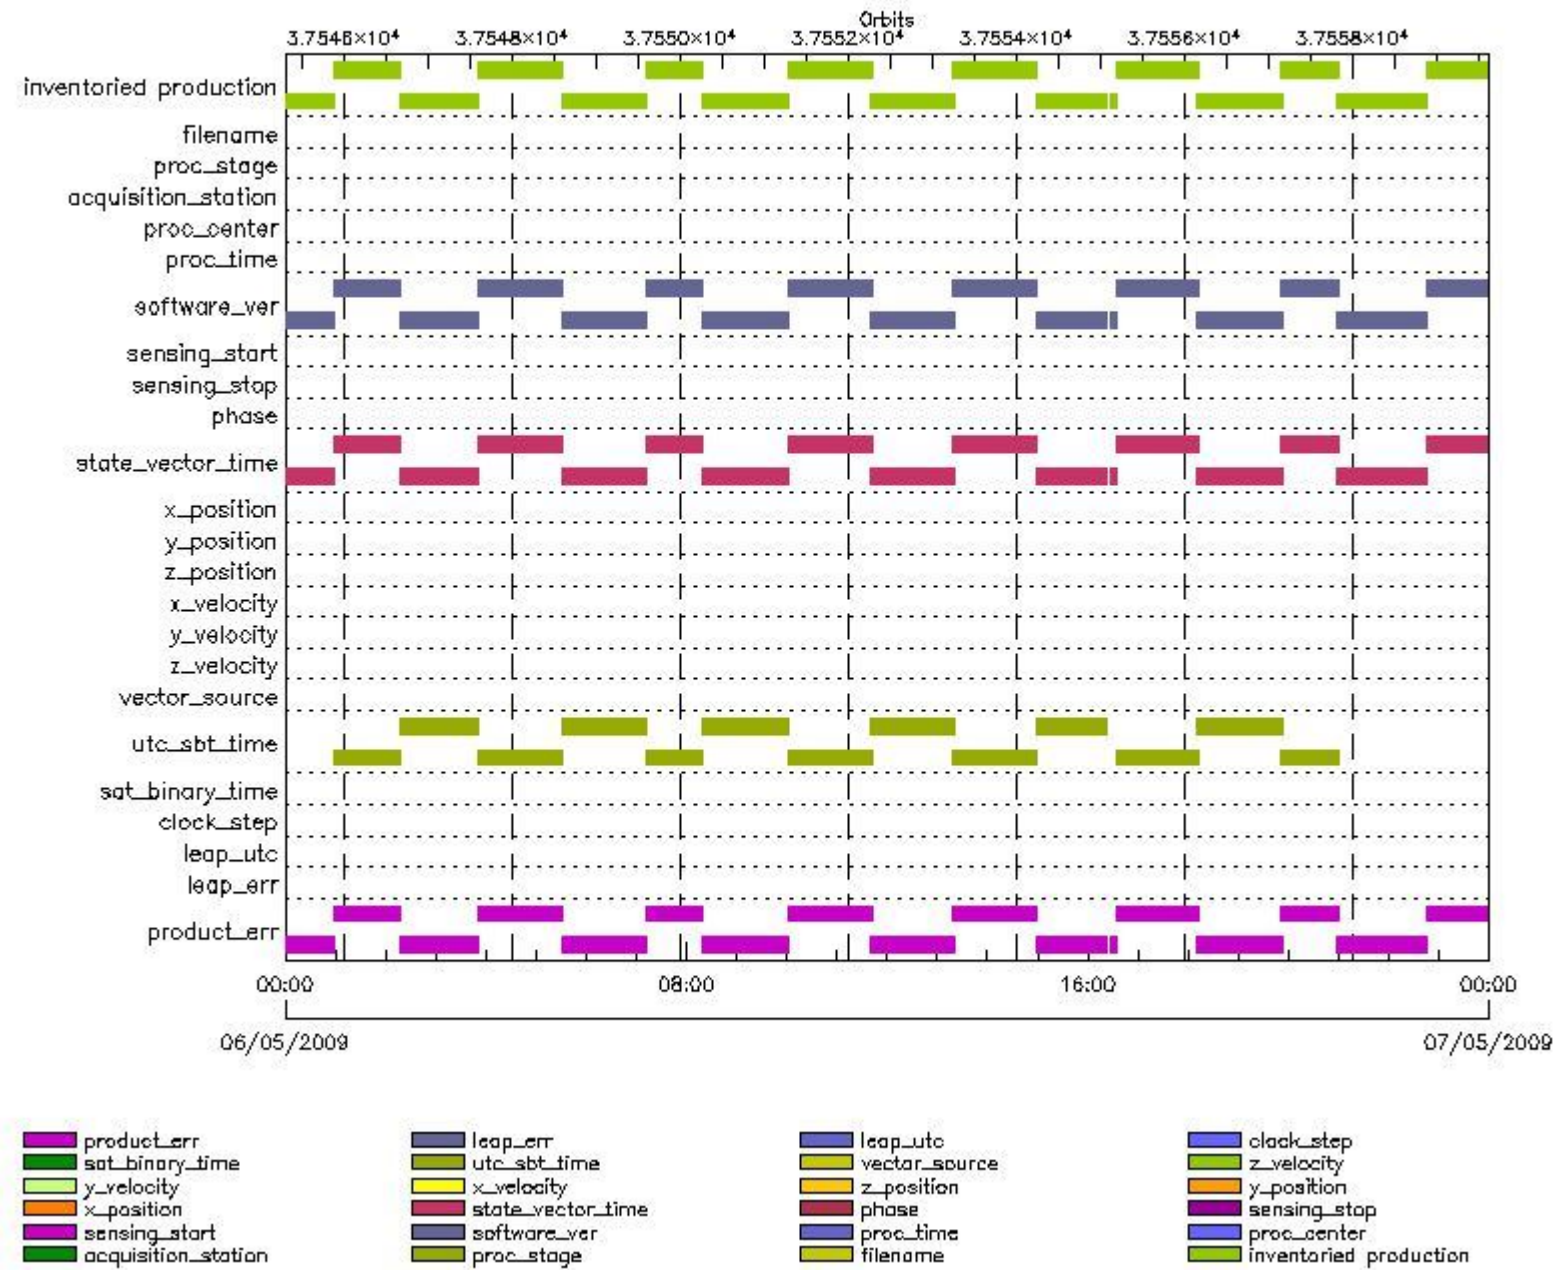 Orbits
3.7546×10⁴ 3.7548×10⁴ 3.7550×10⁴ 3.7552×10⁴ 3.7554×10⁴ 3.7556×10⁴ 3.7558×10⁴
inventoried production
filename
proc_stage
acquisition_station
proc_center
proc_time
software_ver
sensing_start
sensing_stop
phase
state_vector_time
x_position
y_position
z_position
x_velocity
y_velocity
z_velocity
vector_source
utc_sbt_time
sat_binary_time
clock_step
leap_utc
leap_err
product_err
00:00 08:00 16:00 00:00
06/05/2009 07/05/2009
product_err leap_err leap_utc clock_step
sat_binary_time utc_sbt_time vector_source z_velocity
y_velocity x_velocity z_position y_position
x_position state_vector_time phase sensing_stop
sensing_start software_ver proc_time proc_center
acquisition_station proc_stage filename inventoried production